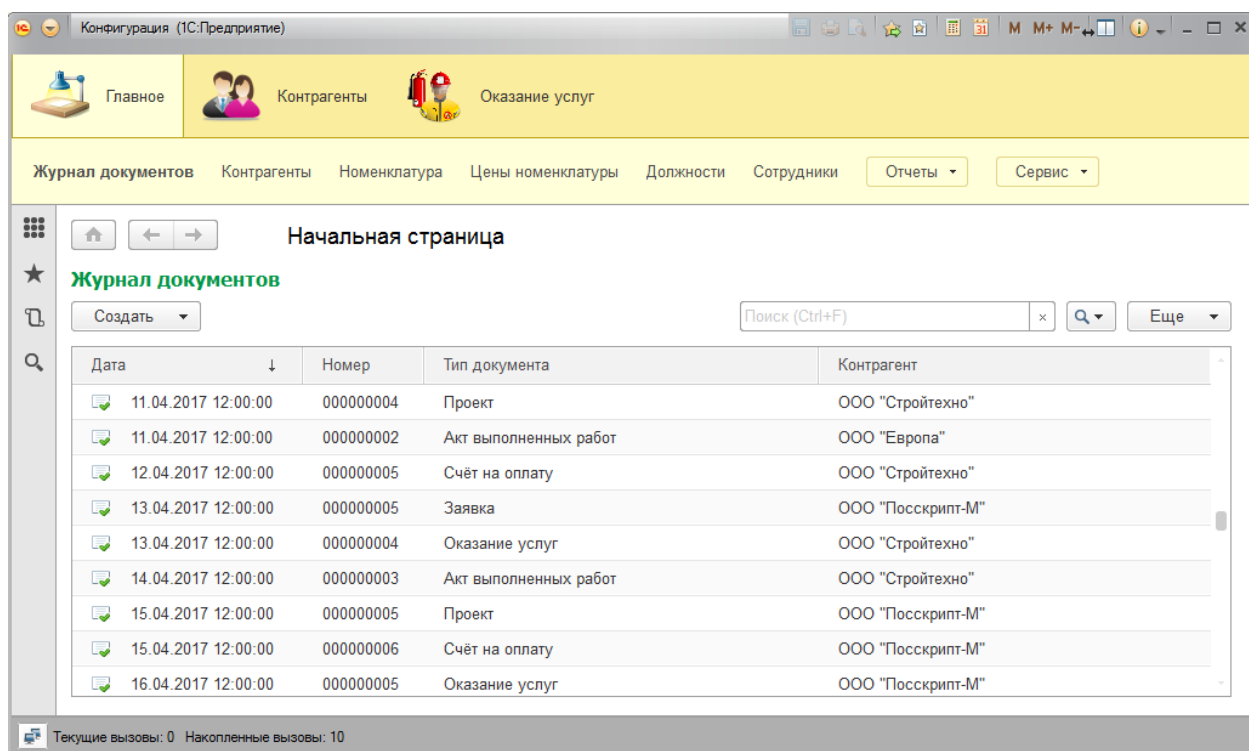 1С Конфигурация (1С:Предприятие) 31 M M+ M-
Главное Контрагенты Оказание услуг
Журнал документов Контрагенты Номенклатура Цены номенклатуры Должности Сотрудники Отчеты Сервис
Начальная страница
Журнал документов
Создать Поиск (Ctrl+F) × Еще
Дата ↓ Номер Тип документа Контрагент
11.04.2017 12:00:00 000000004 Проект ООО "Стройтехно"
11.04.2017 12:00:00 000000002 Акт выполненных работ ООО "Европа"
12.04.2017 12:00:00 000000005 Счёт на оплату ООО "Стройтехно"
13.04.2017 12:00:00 000000005 Заявка ООО "Посскрипт-М"
13.04.2017 12:00:00 000000004 Оказание услуг ООО "Стройтехно"
14.04.2017 12:00:00 000000003 Акт выполненных работ ООО "Стройтехно"
15.04.2017 12:00:00 000000005 Проект ООО "Посскрипт-М"
15.04.2017 12:00:00 000000006 Счёт на оплату ООО "Посскрипт-М"
16.04.2017 12:00:00 000000005 Оказание услуг ООО "Посскрипт-М"
Текущие вызовы: 0 Накопленные вызовы: 10